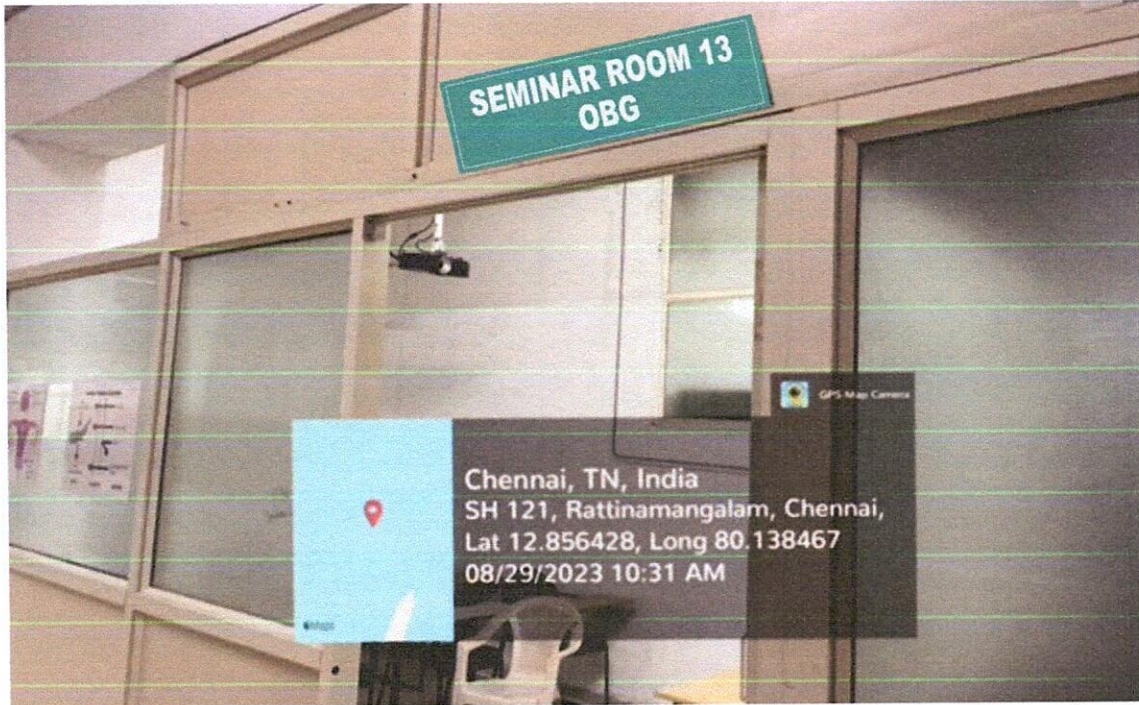 SEMINAR ROOM 13
OBG
GPS Map Camera
Chennai, TN, India
SH 121, Rattinamangalam, Chennai,
Lat 12.856428, Long 80.138467
08/29/2023 10:31 AM